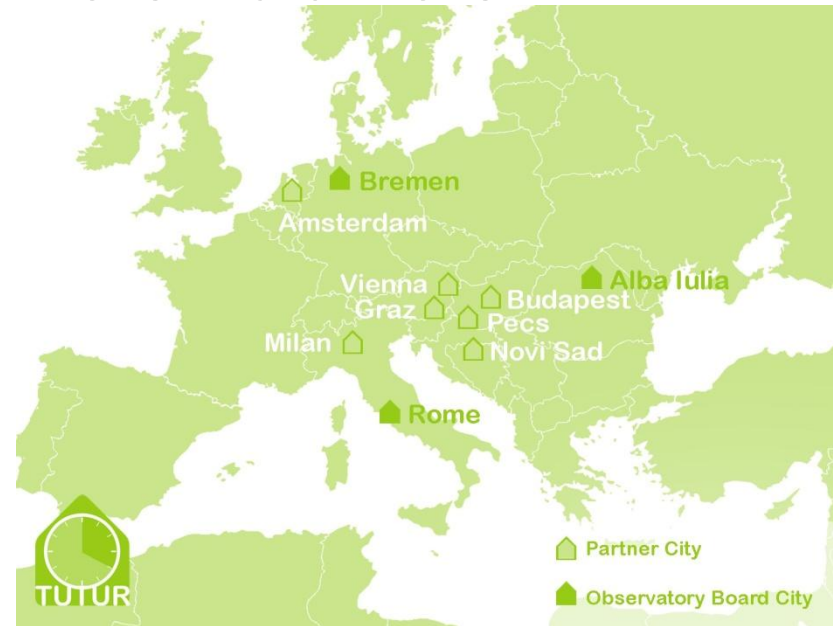 Bremen
Amsterdam
Vienna
Alba Iulia
Budapest
Graz
Pecs
Milan
Novi Sad
Rome
Partner City
TUTUR
Observatory Board City